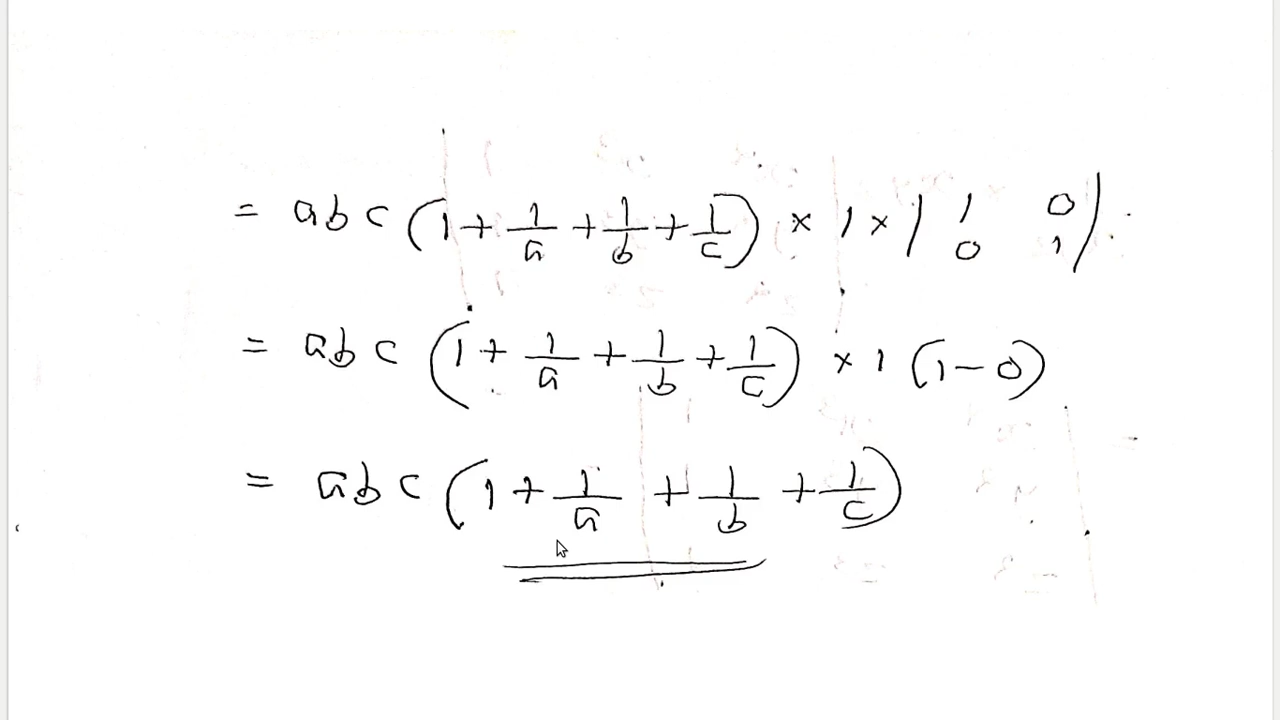 = abc (1 + 1/a + 1/b + 1/c) × 1 × | 1 0 |
0 1
= abc (1 + 1/a + 1/b + 1/c) × 1 (1 - 0)
= abc (1 + 1/a + 1/b + 1/c)